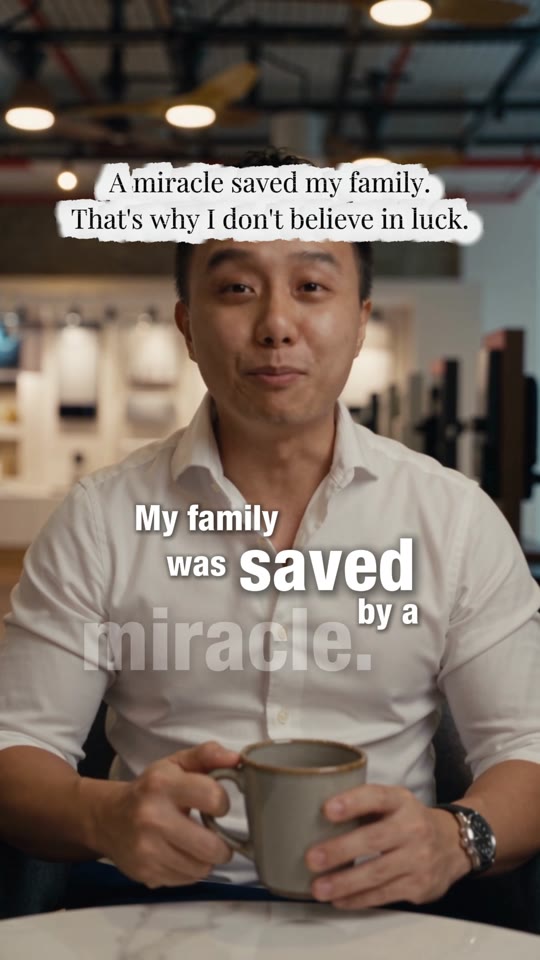 A miracle saved my family.
That's why I don't believe in luck.
My family
was saved
by a
miracle.